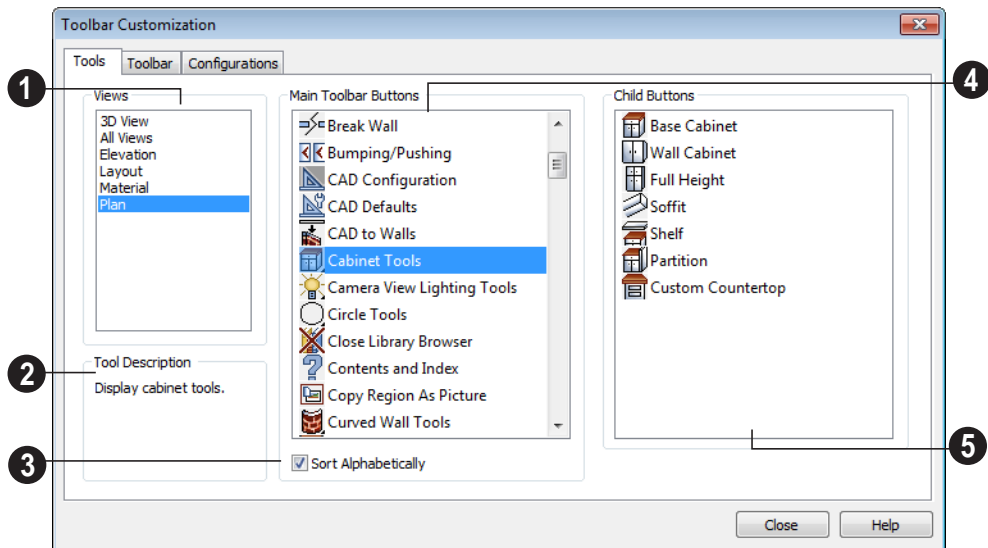 Toolbar Customization
Tools
Toolbar
Configurations
1
Views
3D View
All Views
Elevation
Layout
Material
Plan
2
Tool Description
Display cabinet tools.
Main Toolbar Buttons
4
Break Wall
Bumping/Pushing
CAD Configuration
CAD Defaults
CAD to Walls
Cabinet Tools
Camera View Lighting Tools
Circle Tools
Close Library Browser
Contents and Index
Copy Region As Picture
Curved Wall Tools
3
Sort Alphabetically
Child Buttons
Base Cabinet
Wall Cabinet
Full Height
Soffit
Shelf
Partition
Custom Countertop
5
Close
Help